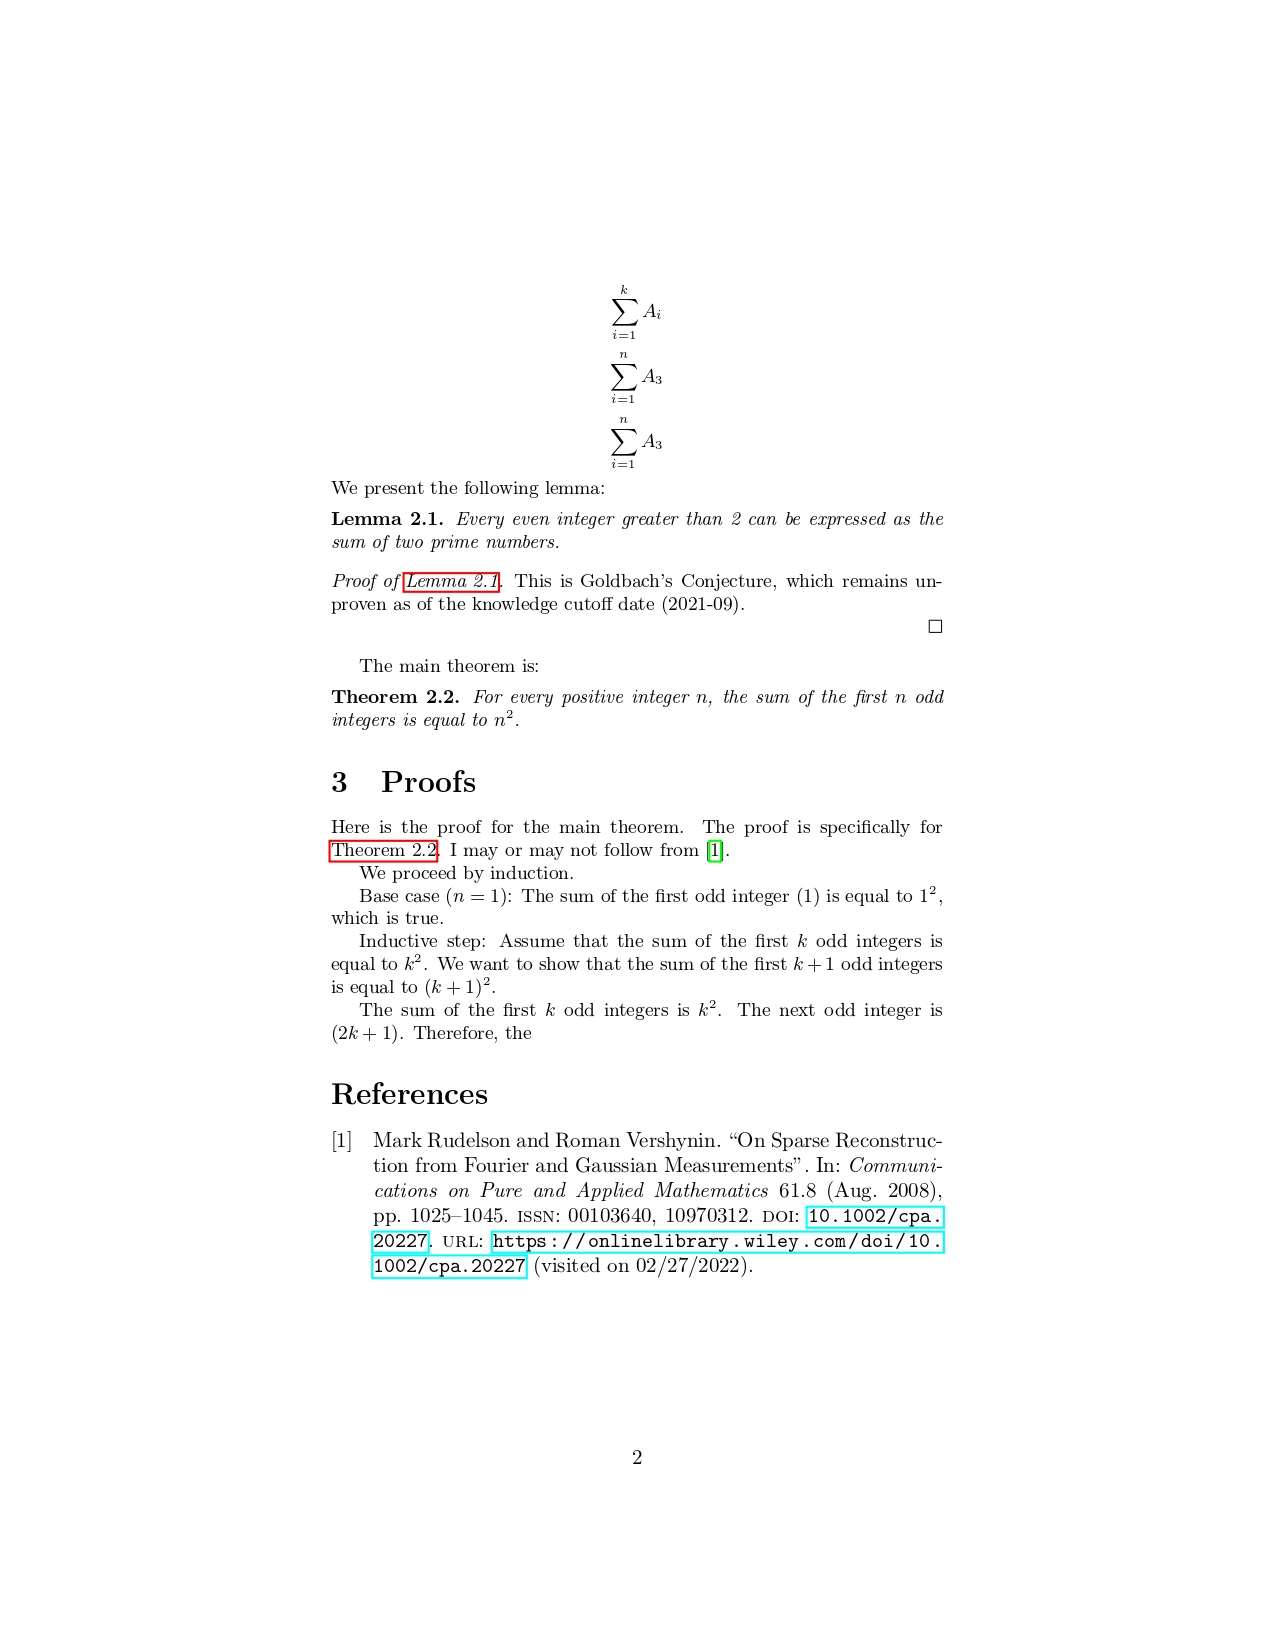 k
∑ A_i
i=1
n
∑ A_3
i=1
n
∑ A_3
i=1
We present the following lemma:
Lemma 2.1. Every even integer greater than 2 can be expressed as the
sum of two prime numbers.
Proof of Lemma 2.1. This is Goldbach's Conjecture, which remains un-
proven as of the knowledge cutoff date (2021-09).
□
The main theorem is:
Theorem 2.2. For every positive integer n, the sum of the first n odd
integers is equal to n².
3 Proofs
Here is the proof for the main theorem. The proof is specifically for
Theorem 2.2. I may or may not follow from [1].
We proceed by induction.
Base case (n = 1): The sum of the first odd integer (1) is equal to 1²,
which is true.
Inductive step: Assume that the sum of the first k odd integers is
equal to k². We want to show that the sum of the first k + 1 odd integers
is equal to (k + 1)².
The sum of the first k odd integers is k². The next odd integer is
(2k + 1). Therefore, the
References
[1] Mark Rudelson and Roman Vershynin. “On Sparse Reconstruc-
tion from Fourier and Gaussian Measurements”. In: Communi-
cations on Pure and Applied Mathematics 61.8 (Aug. 2008),
pp. 1025–1045. ISSN: 00103640, 10970312. DOI: 10.1002/cpa.
20227. URL: https://onlinelibrary.wiley.com/doi/10.
1002/cpa.20227 (visited on 02/27/2022).
2